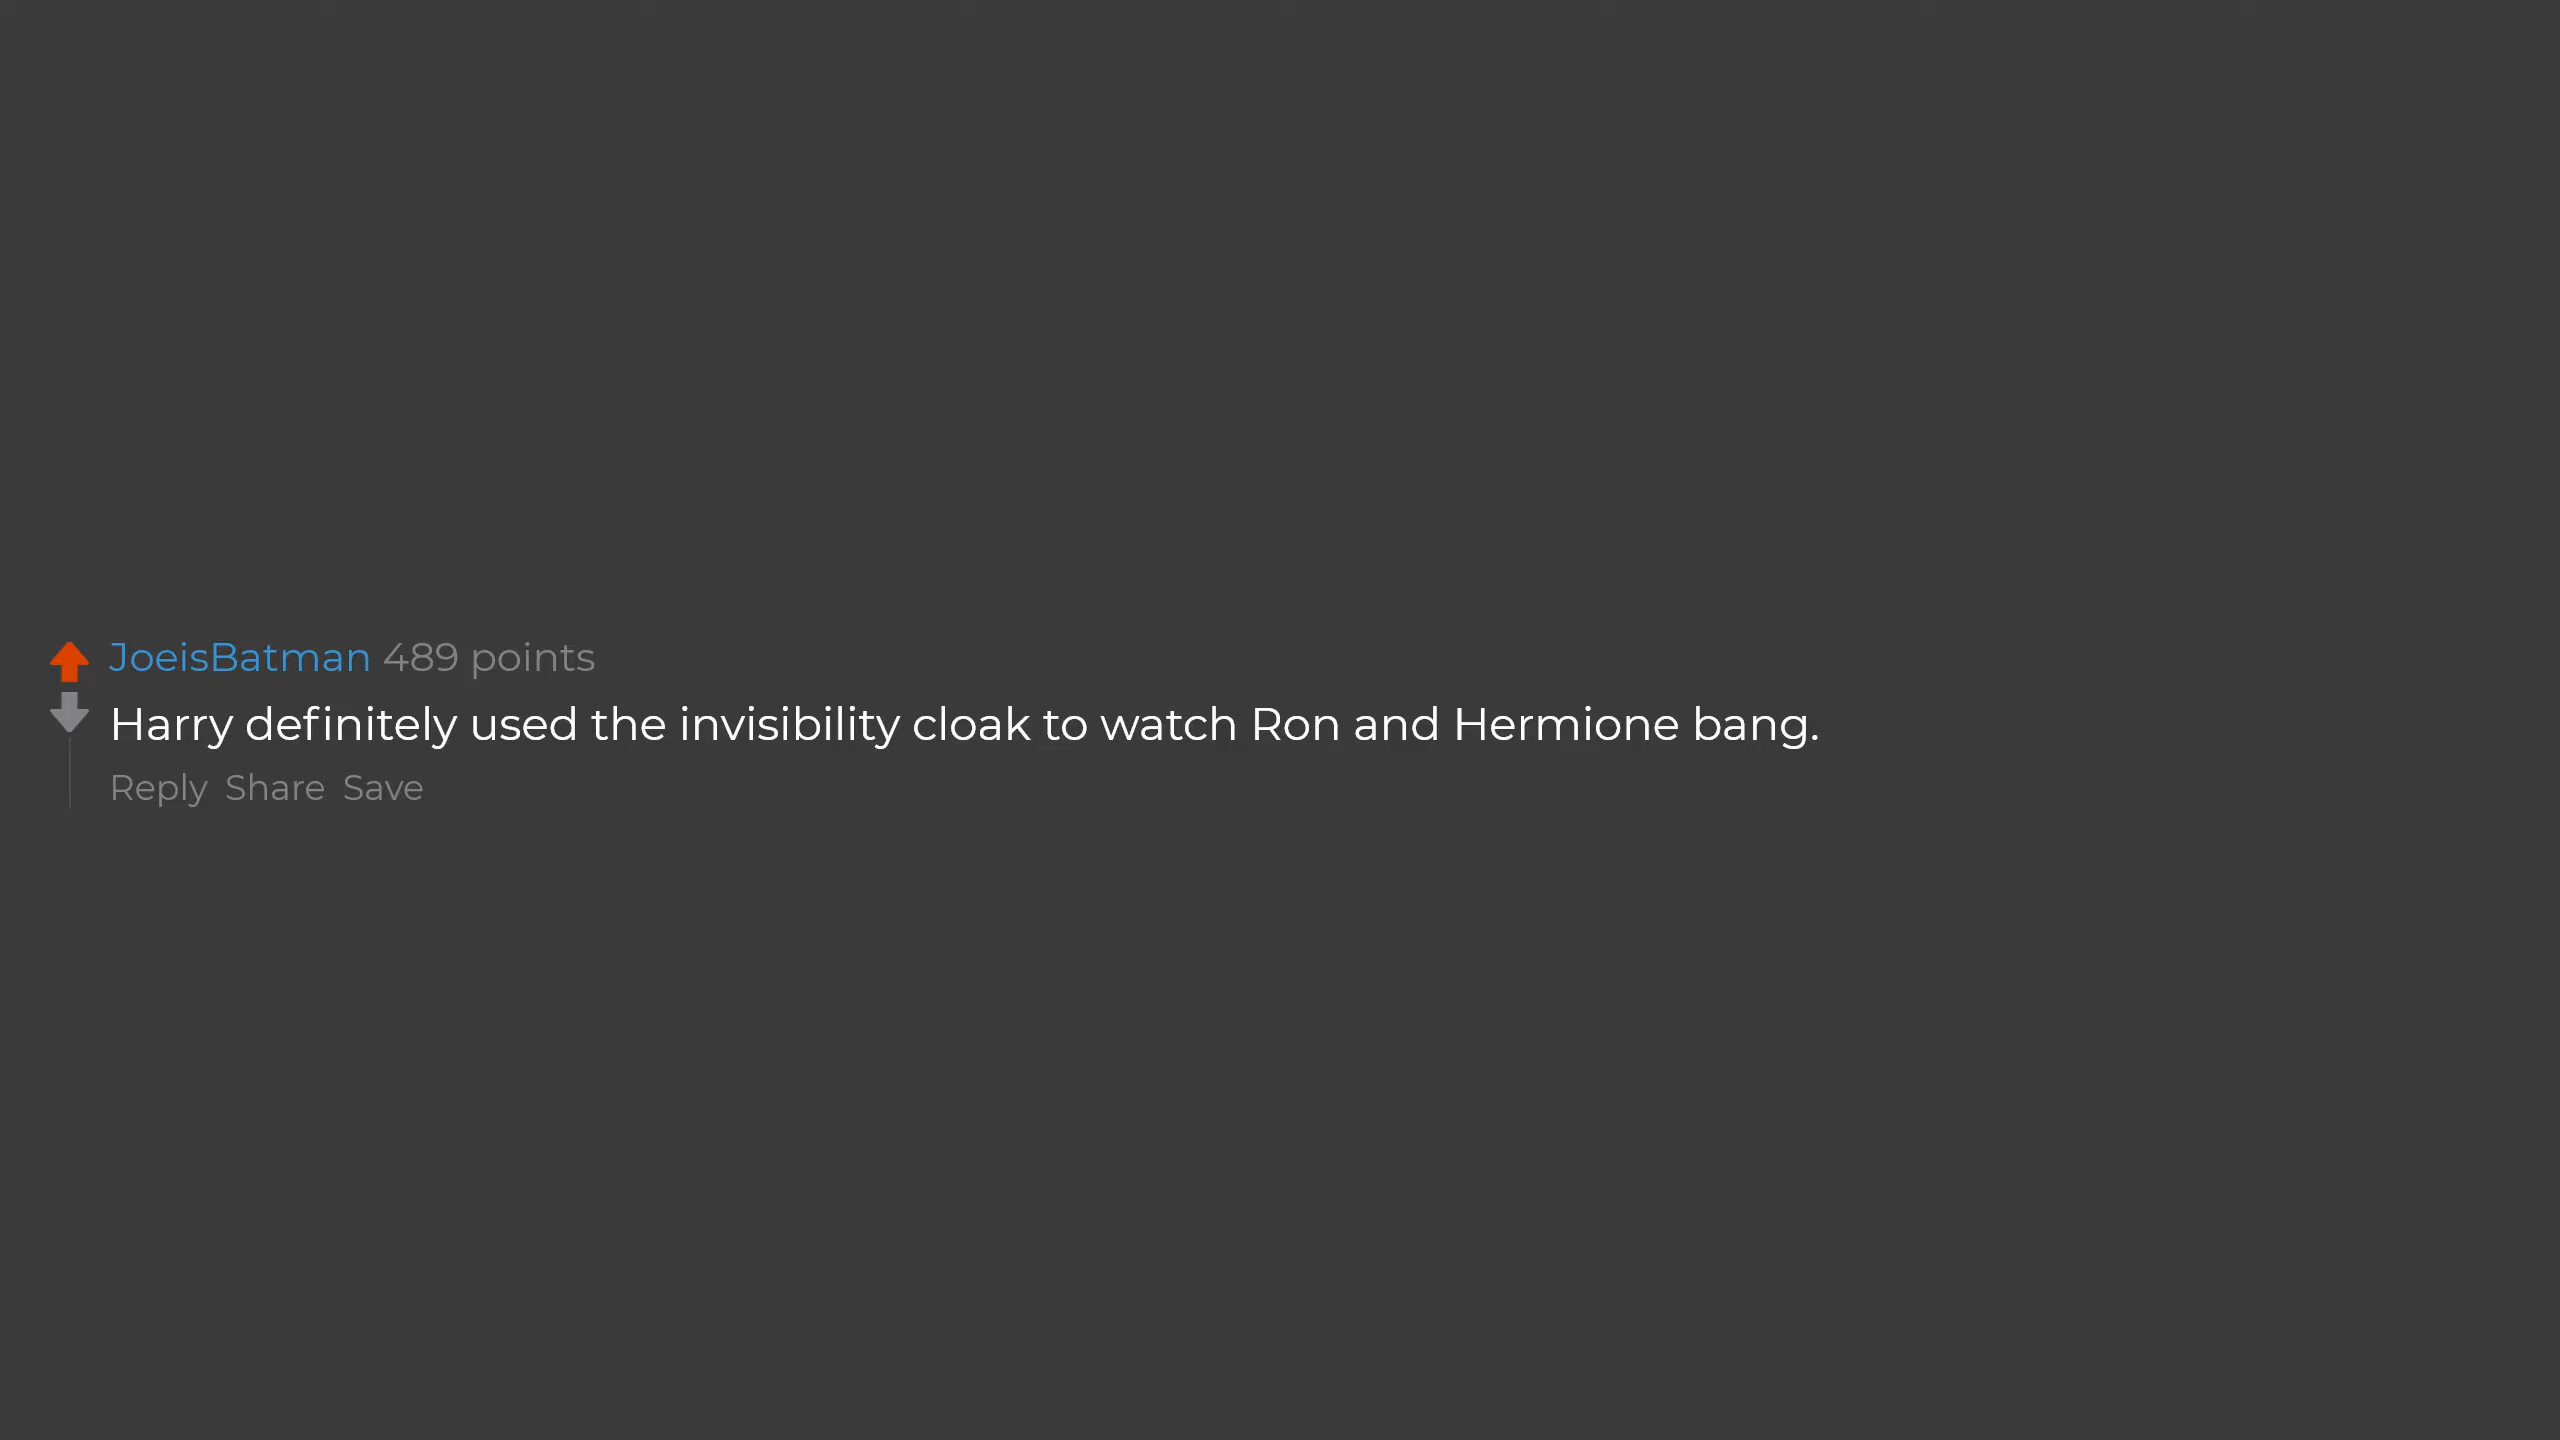 JoeisBatman 489 points
Harry definitely used the invisibility cloak to watch Ron and Hermione bang.
Reply Share Save